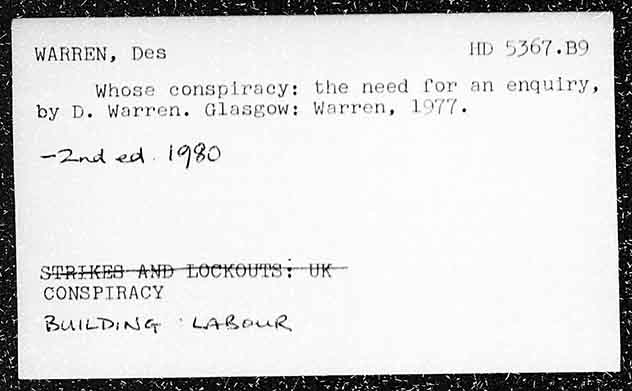 WARREN, Des HD 5367.B9
Whose conspiracy: the need for an enquiry,
by D. Warren. Glasgow: Warren, 1977.
-2nd ed. 1980
STRIKES AND LOCKOUTS: UK
CONSPIRACY
BUILDING LABOUR